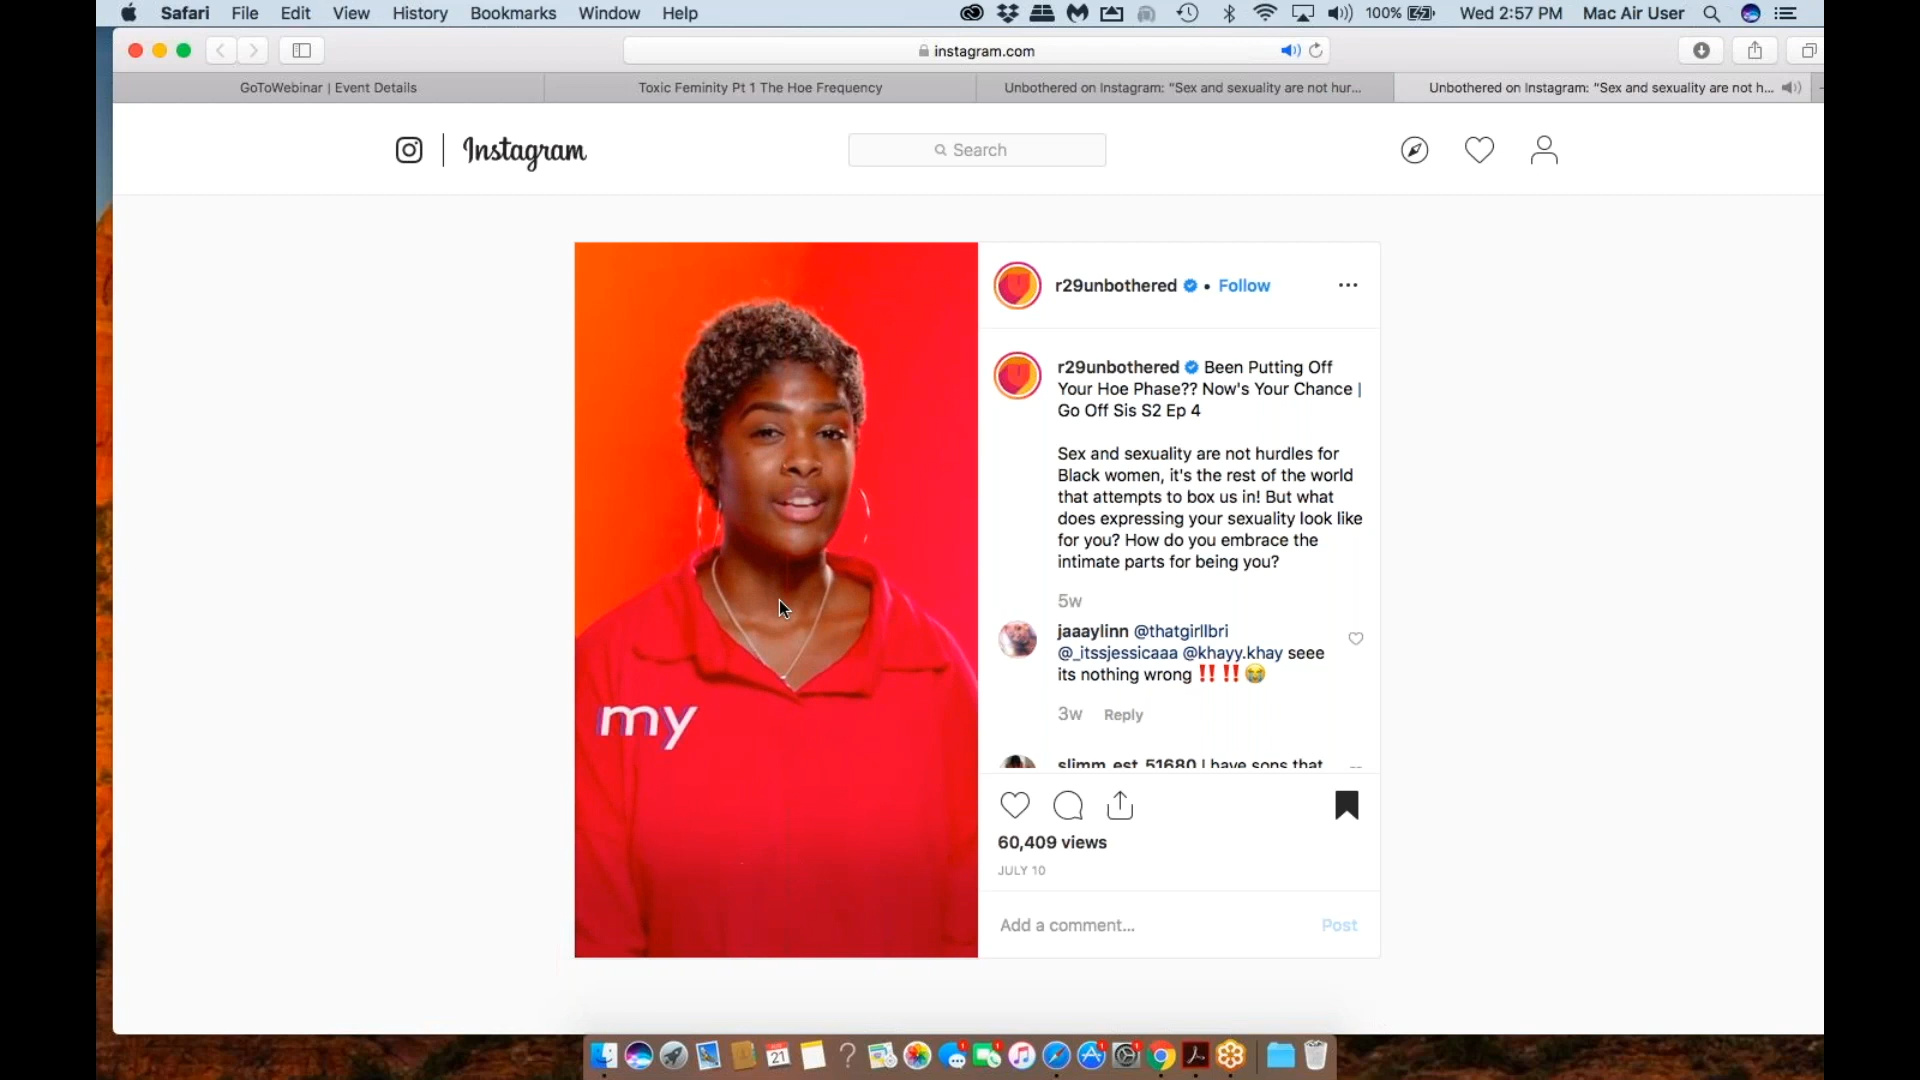 Safari File Edit View History Bookmarks Window Help 100% Wed 2:57 PM Mac Air User
instagram.com
GoToWebinar | Event Details Toxic Feminity Pt 1 The Hoe Frequency Unbothered on Instagram: "Sex and sexuality are not hur... Unbothered on Instagram: "Sex and sexuality are not h...
Instagram Search
r29unbothered • Follow
r29unbothered Been Putting Off
Your Hoe Phase?? Now's Your Chance |
Go Off Sis S2 Ep 4
Sex and sexuality are not hurdles for
Black women, it's the rest of the world
that attempts to box us in! But what
does expressing your sexuality look like
for you? How do you embrace the
intimate parts for being you?
5w
jaaaylinn @thatgirllbri
@_itssjessicaaa @khayy.khay seee
its nothing wrong ‼️ ‼️ 😭
3w Reply
slimm_est_51680 I have sons that
my
60,409 views
JULY 10
Add a comment... Post
21